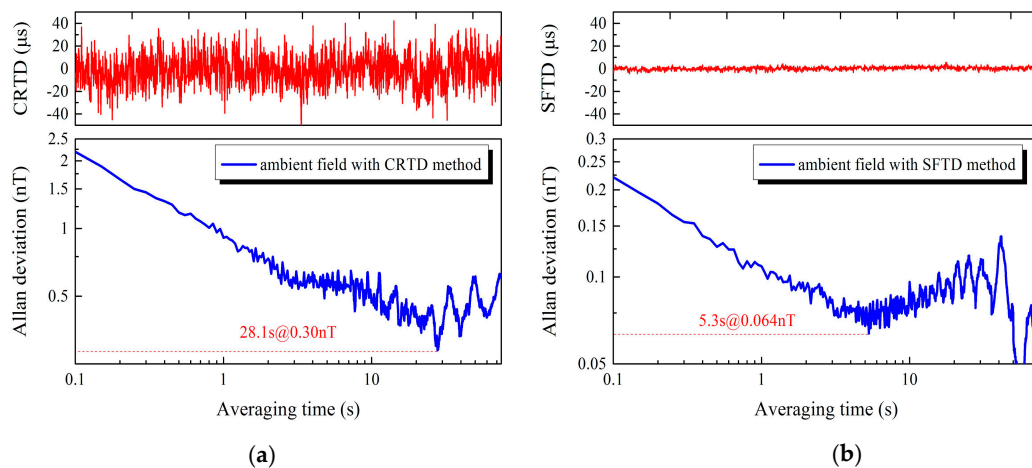 (a)
CRTD (μs)
40
20
0
-20
-40
Allan deviation (nT)
2.5
2.0
1.5
1
0.5
ambient field with CRTD method
28.1s@0.30nT
0.1 1 10
Averaging time (s)
(b)
SFTD (μs)
40
20
0
-20
-40
Allan deviation (nT)
0.3
0.25
0.2
0.15
0.1
0.05
ambient field with SFTD method
5.3s@0.064nT
0.1 1 10
Averaging time (s)
(a) (b)